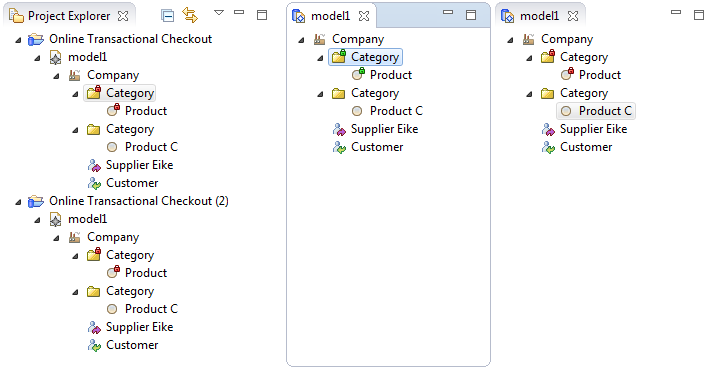 Project Explorer
Online Transactional Checkout
model1
Company
Category
Product
Category
Product C
Supplier Eike
Customer
Online Transactional Checkout (2)
model1
Company
Category
Product
Category
Product C
Supplier Eike
Customer
model1
Company
Category
Product
Category
Product C
Supplier Eike
Customer
model1
Company
Category
Product
Category
Product C
Supplier Eike
Customer